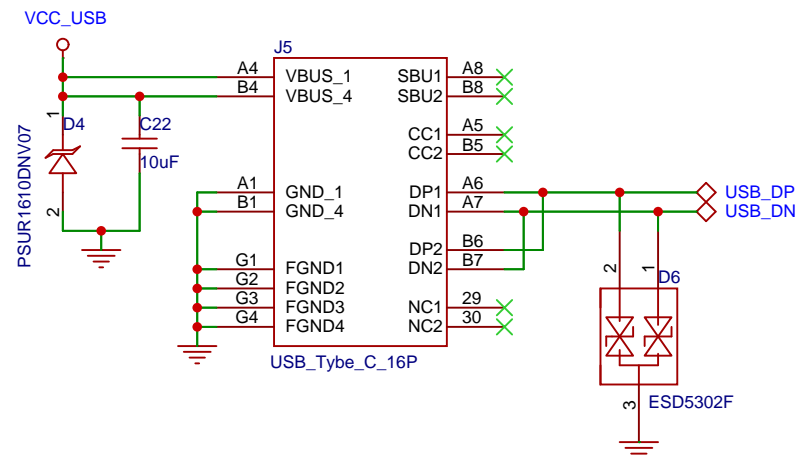 VCC_USB
J5
A4 VBUS_1 SBU1 A8
B4 VBUS_4 SBU2 B8
1 D4 C22
CC1 A5
10uF CC2 B5
PSUR1610DNV07
2
A1 GND_1 DP1 A6 USB_DP
B1 GND_4 DN1 A7 USB_DN
DP2 B6
G1 FGND1 DN2 B7
G2 FGND2
G3 FGND3 NC1 29
G4 FGND4 NC2 30
USB_Tybe_C_16P
2 1 D6
3 ESD5302F